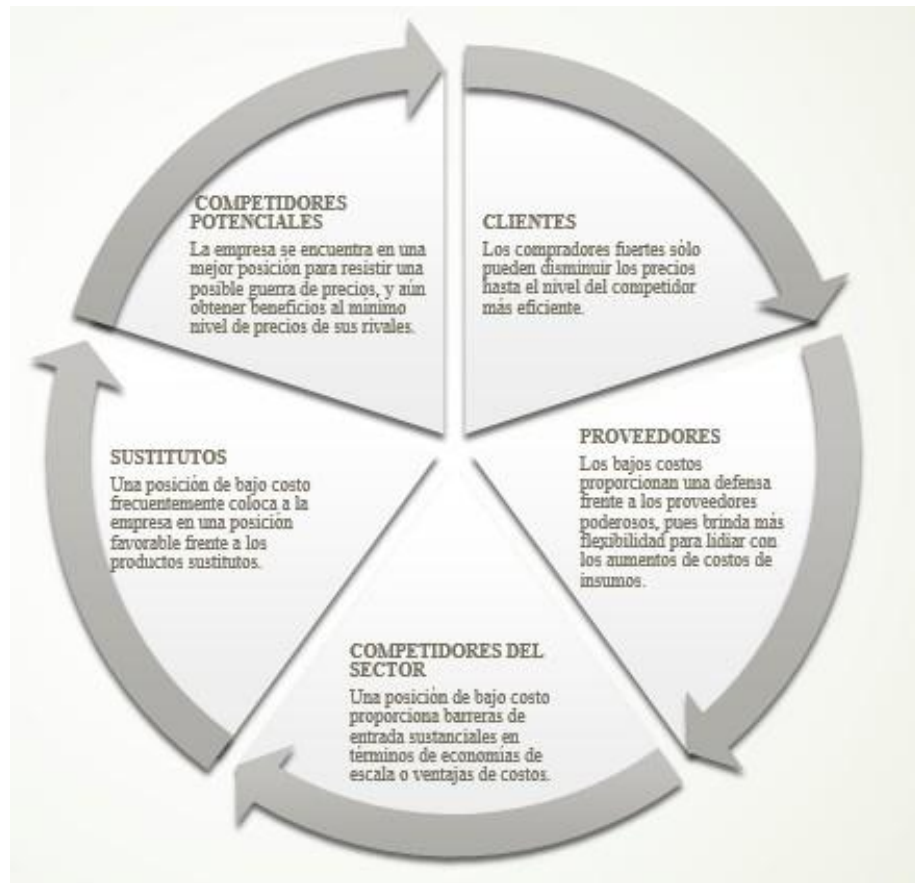 COMPETIDORES
POTENCIALES
La empresa se encuentra en una
mejor posición para resistir una
posible guerra de precios, y aún
obtener beneficios al mínimo
nivel de precios de sus rivales.
CLIENTES
Los compradores fuertes sólo
pueden disminuir los precios
hasta el nivel del competidor
más eficiente.
PROVEEDORES
Los bajos costos
proporcionan una defensa
frente a los proveedores
poderosos, pues brinda más
flexibilidad para lidiar con
los aumentos de costos de
insumos.
COMPETIDORES DEL
SECTOR
Una posición de bajo costo
proporciona barreras de
entrada sustanciales en
términos de economías de
escala o ventajas de costos.
SUSTITUTOS
Una posición de bajo costo
frecuentemente coloca a la
empresa en una posición
favorable frente a los
productos sustitutos.